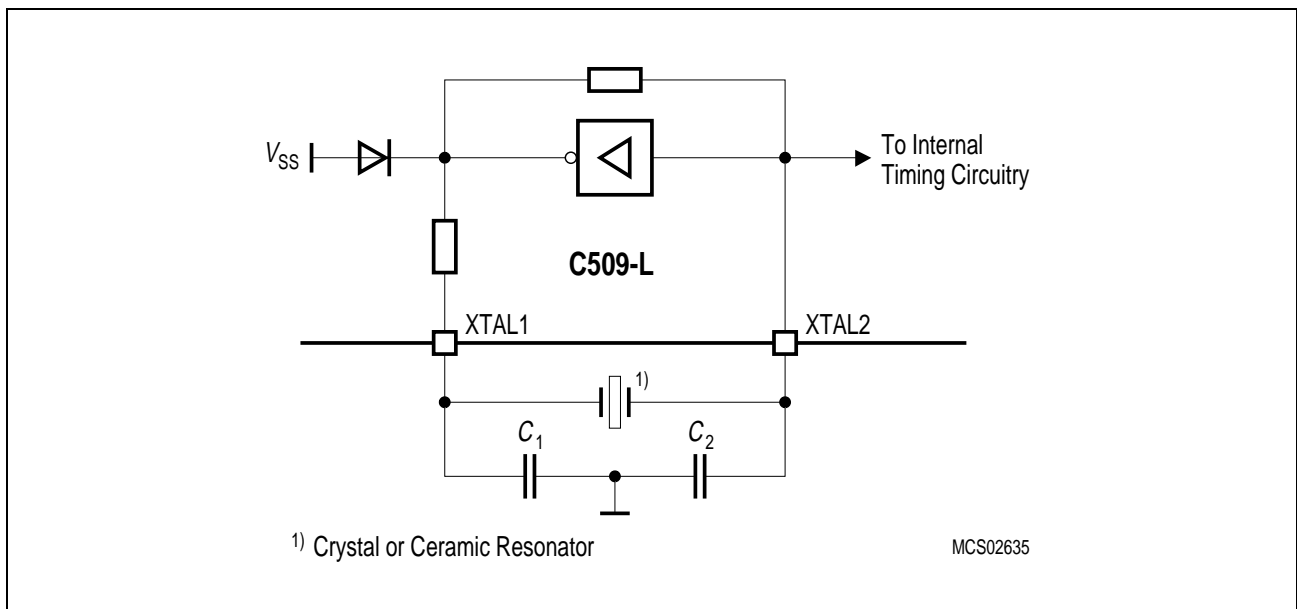 V_SS
To Internal
Timing Circuitry
C509-L
XTAL1
XTAL2
1)
C_1
C_2
1) Crystal or Ceramic Resonator
MCS02635